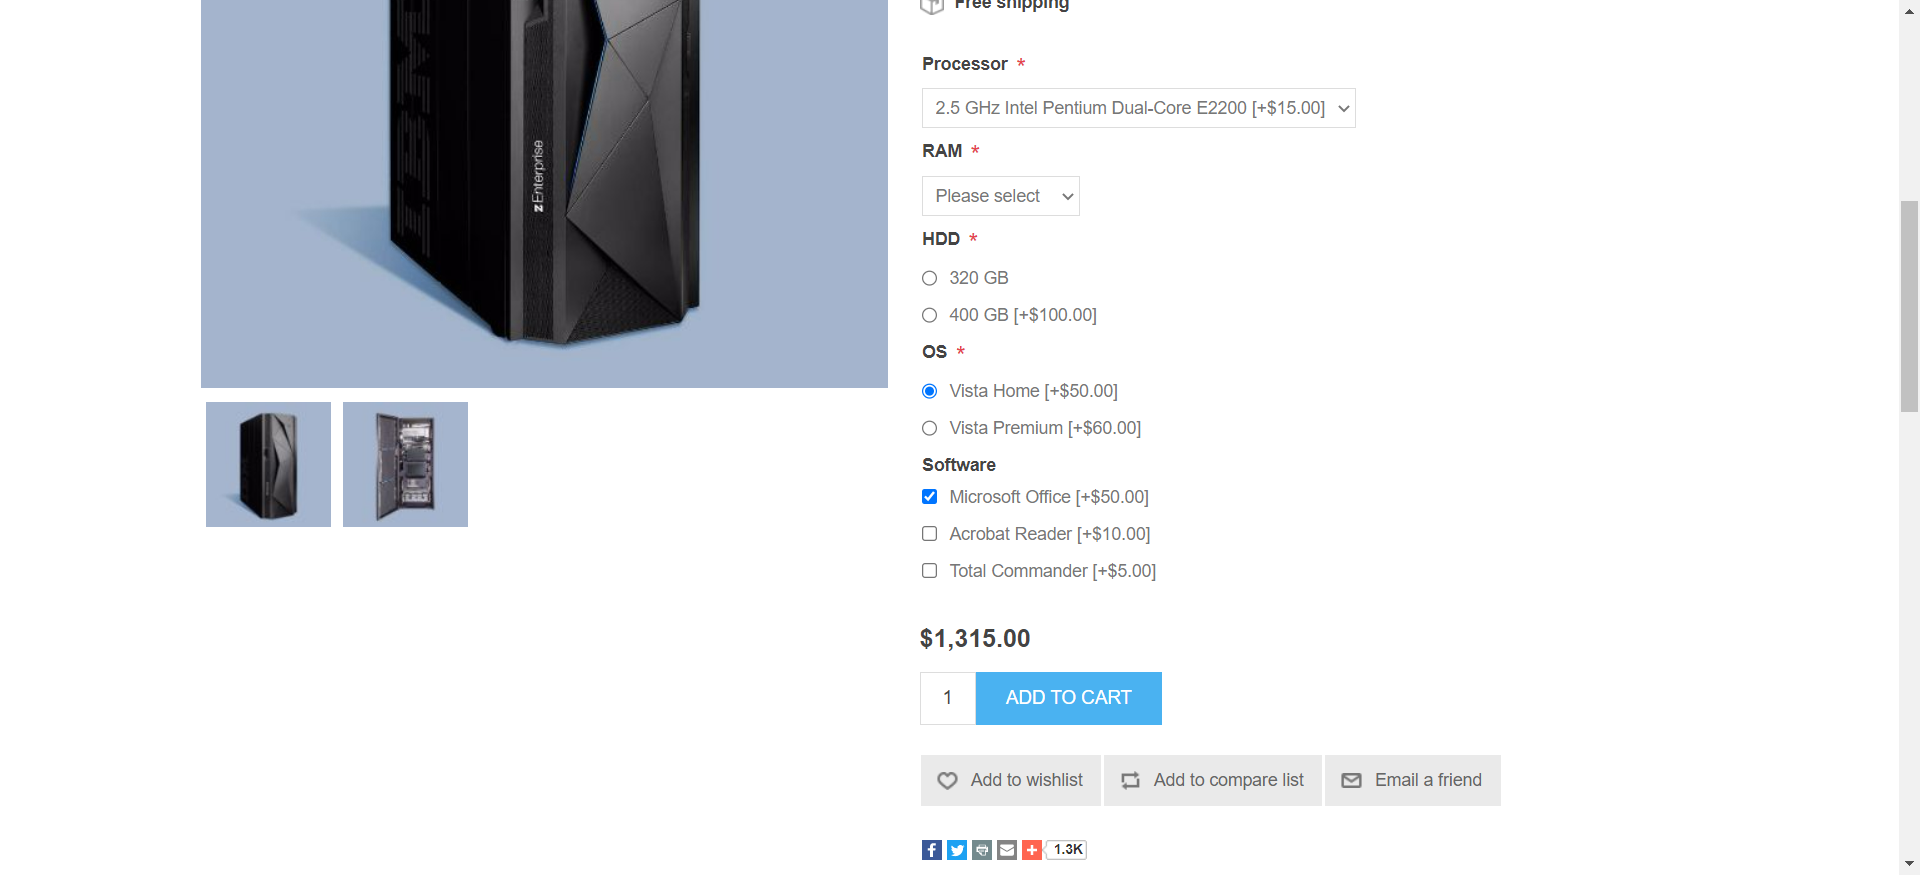 Free shipping
Processor *
2.5 GHz Intel Pentium Dual-Core E2200 [+$15.00]
RAM *
Please select
HDD *
320 GB
400 GB [+$100.00]
OS *
Vista Home [+$50.00]
Vista Premium [+$60.00]
Software
Microsoft Office [+$50.00]
Acrobat Reader [+$10.00]
Total Commander [+$5.00]
$1,315.00
1 ADD TO CART
Add to wishlist Add to compare list Email a friend
1.3K
zEnterprise